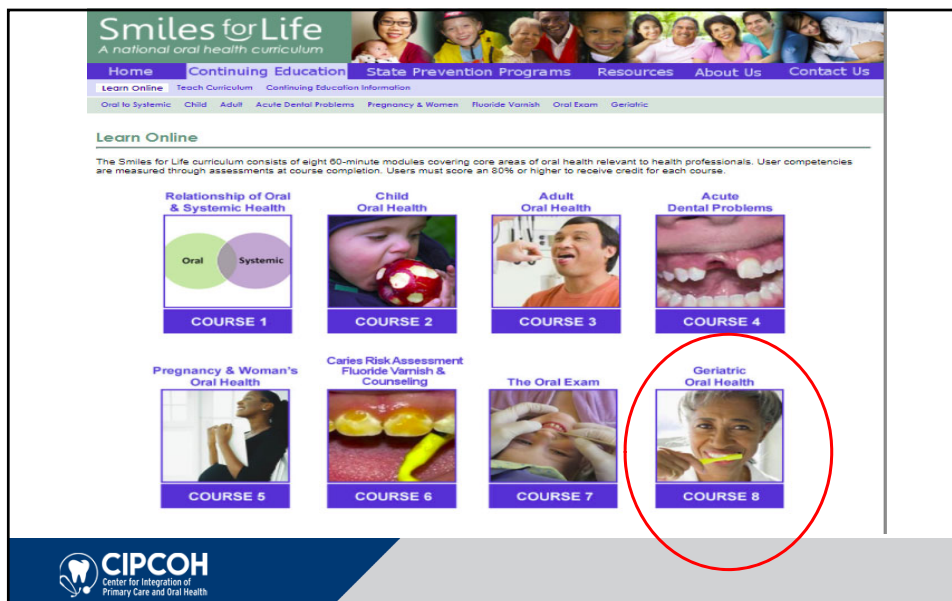 Smiles for Life
A national oral health curriculum
Home Continuing Education State Prevention Programs Resources About Us Contact Us
Learn Online Teach Curriculum Continuing Education Information
Oral to Systemic Child Adult Acute Dental Problems Pregnancy & Women Fluoride Varnish Oral Exam Geriatric
Learn Online
The Smiles for Life curriculum consists of eight 60-minute modules covering core areas of oral health relevant to health professionals. User competencies
are measured through assessments at course completion. Users must score an 80% or higher to receive credit for each course.
Relationship of Oral
& Systemic Health
Oral Systemic
COURSE 1
Child
Oral Health
COURSE 2
Adult
Oral Health
COURSE 3
Acute
Dental Problems
COURSE 4
Pregnancy & Woman's
Oral Health
COURSE 5
Caries Risk Assessment
Fluoride Varnish &
Counseling
COURSE 6
The Oral Exam
COURSE 7
Geriatric
Oral Health
COURSE 8
CIPCOH
Center for Integration of
Primary Care and Oral Health